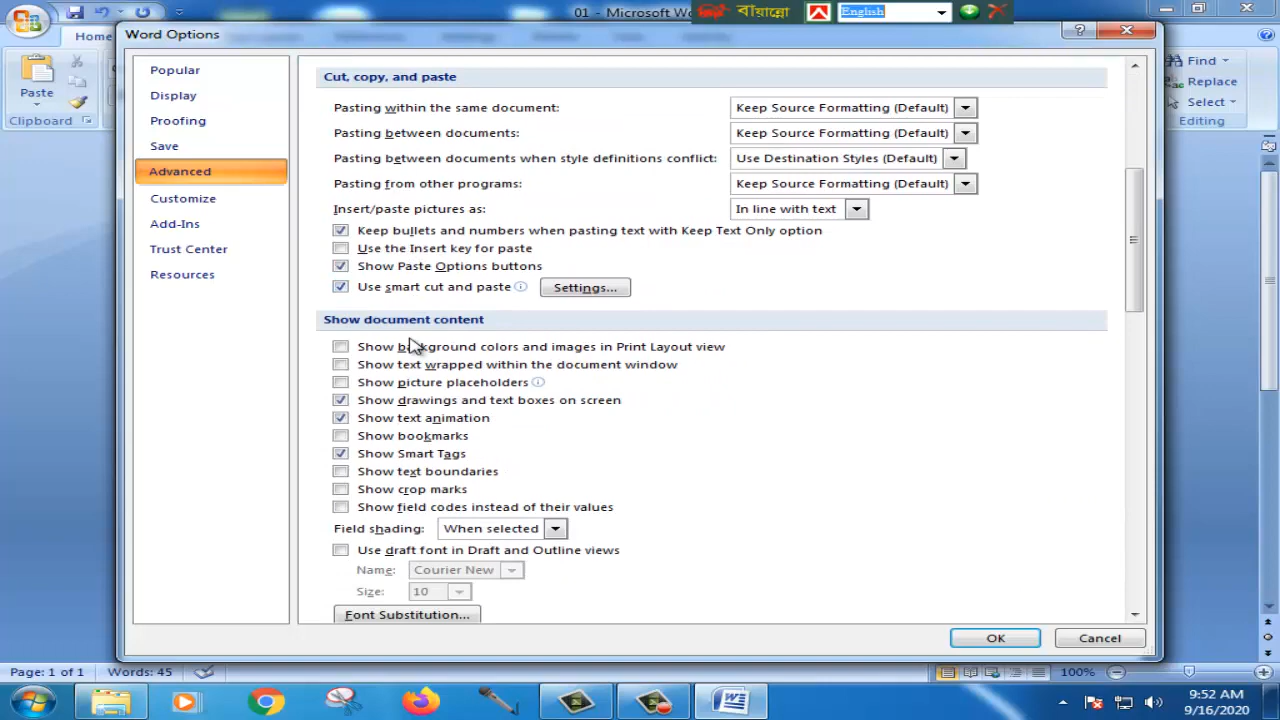 01 - Microsoft Wo
বায়ান্নো
English
Home
Word Options
Paste
Clipboard
Find
Replace
Select
Editing
Popular
Display
Proofing
Save
Advanced
Customize
Add-Ins
Trust Center
Resources
Cut, copy, and paste
Pasting within the same document: Keep Source Formatting (Default)
Pasting between documents: Keep Source Formatting (Default)
Pasting between documents when style definitions conflict: Use Destination Styles (Default)
Pasting from other programs: Keep Source Formatting (Default)
Insert/paste pictures as: In line with text
Keep bullets and numbers when pasting text with Keep Text Only option
Use the Insert key for paste
Show Paste Options buttons
Use smart cut and paste Settings...
Show document content
Show background colors and images in Print Layout view
Show text wrapped within the document window
Show picture placeholders
Show drawings and text boxes on screen
Show text animation
Show bookmarks
Show Smart Tags
Show text boundaries
Show crop marks
Show field codes instead of their values
Field shading: When selected
Use draft font in Draft and Outline views
Name: Courier New
Size: 10
Font Substitution...
OK Cancel
Page: 1 of 1 Words: 45 100%
9:52 AM
9/16/2020